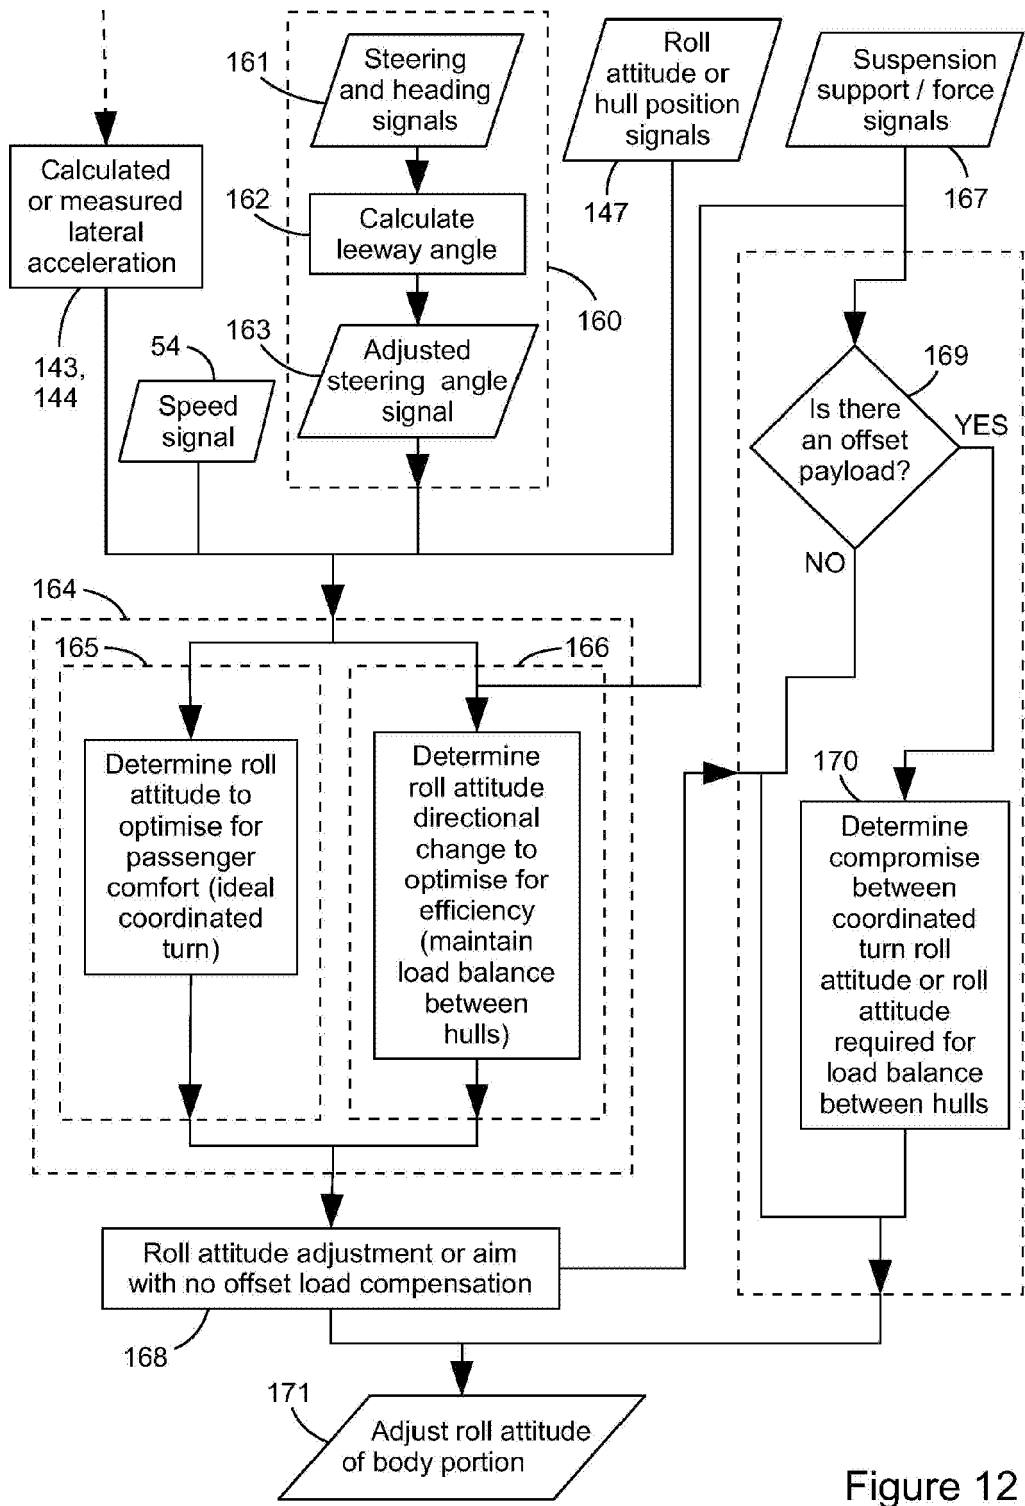 161
Steering
and heading
signals
Roll
attitude or
hull position
signals
Suspension
support / force
signals
147
167
Calculated
or measured
lateral
acceleration
162
Calculate
leeway angle
160
143,
144
54
Speed
signal
163
Adjusted
steering angle
signal
169
Is there
an offset
payload?
YES
NO
164
165
166
Determine roll
attitude to
optimise for
passenger
comfort (ideal
coordinated
turn)
Determine
roll attitude
directional
change to
optimise for
efficiency
(maintain
load balance
between
hulls)
170
Determine
compromise
between
coordinated
turn roll
attitude or roll
attitude
required for
load balance
between hulls
Roll attitude adjustment or aim
with no offset load compensation
168
171
Adjust roll attitude
of body portion
Figure 12